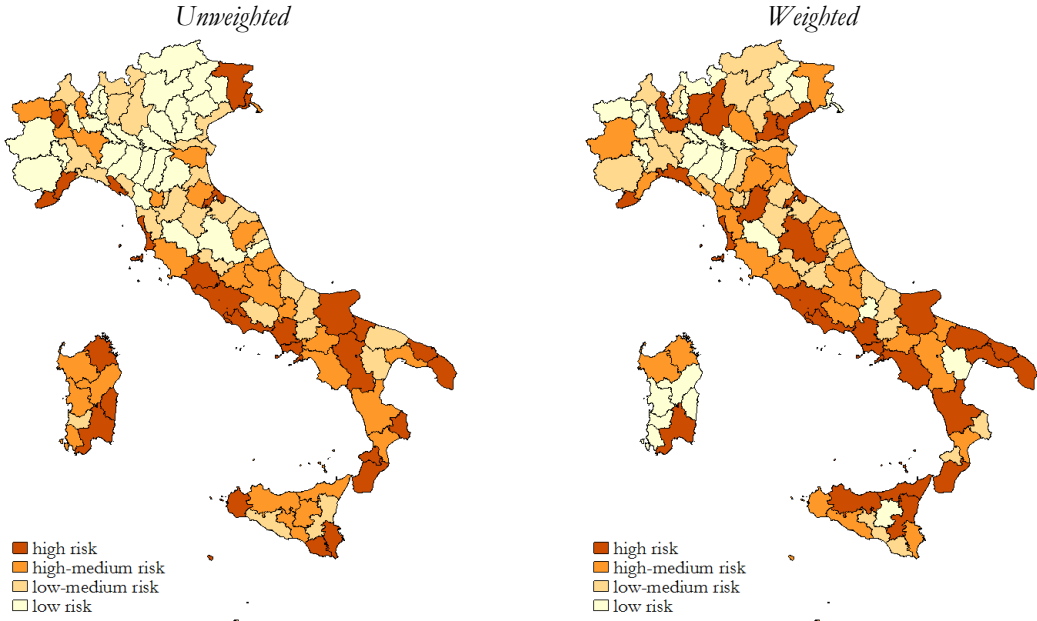 Unweighted
Weighted
high risk
high-medium risk
low-medium risk
low risk
high risk
high-medium risk
low-medium risk
low risk